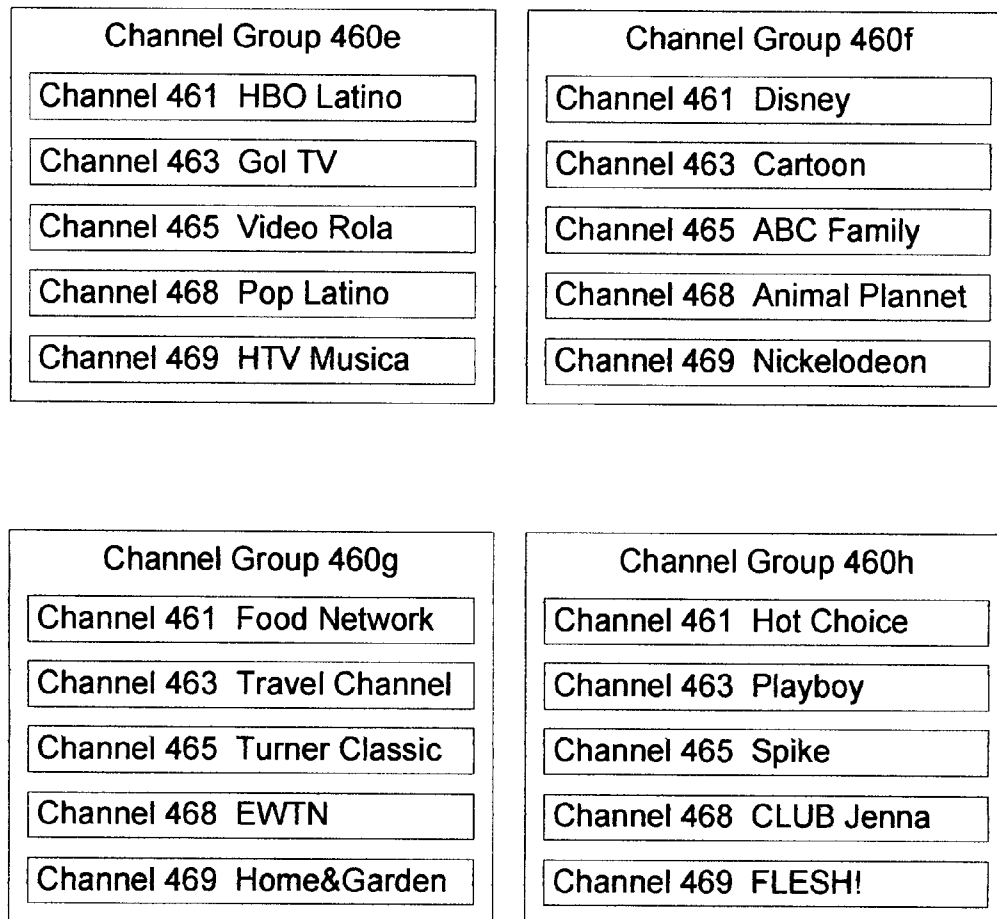 Channel Group 460e
Channel 461 HBO Latino
Channel 463 Gol TV
Channel 465 Video Rola
Channel 468 Pop Latino
Channel 469 HTV Musica
Channel Group 460f
Channel 461 Disney
Channel 463 Cartoon
Channel 465 ABC Family
Channel 468 Animal Plannet
Channel 469 Nickelodeon
Channel Group 460g
Channel 461 Food Network
Channel 463 Travel Channel
Channel 465 Turner Classic
Channel 468 EWTN
Channel 469 Home&Garden
Channel Group 460h
Channel 461 Hot Choice
Channel 463 Playboy
Channel 465 Spike
Channel 468 CLUB Jenna
Channel 469 FLESH!